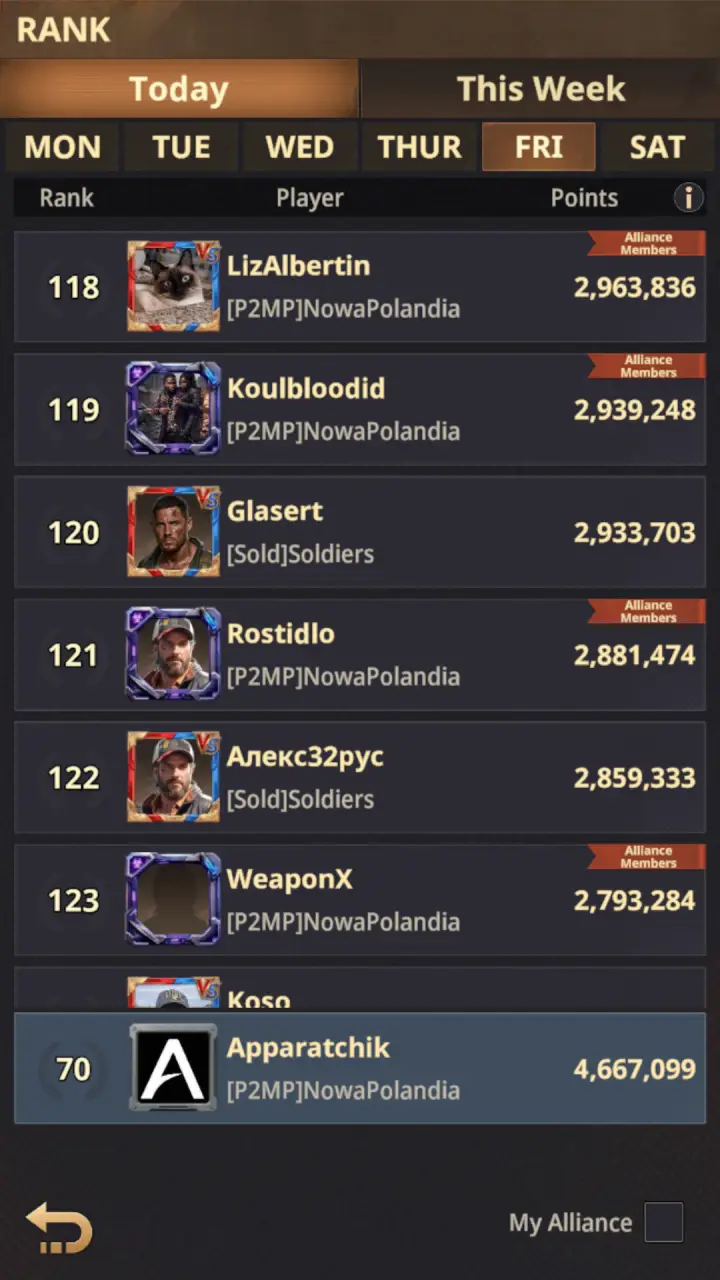 RANK
Today This Week
MON TUE WED THUR FRI SAT
Rank Player Points i
Alliance
Members
118 LizAlbertin 2,963,836
[P2MP]NowaPolandia
Alliance
Members
119 Koulbloodid 2,939,248
[P2MP]NowaPolandia
120 Glasert 2,933,703
[Sold]Soldiers
Alliance
Members
121 Rostidlo 2,881,474
[P2MP]NowaPolandia
122 Алекс32рус 2,859,333
[Sold]Soldiers
Alliance
Members
123 WeaponX 2,793,284
[P2MP]NowaPolandia
Koso
70 Apparatchik 4,667,099
[P2MP]NowaPolandia
My Alliance